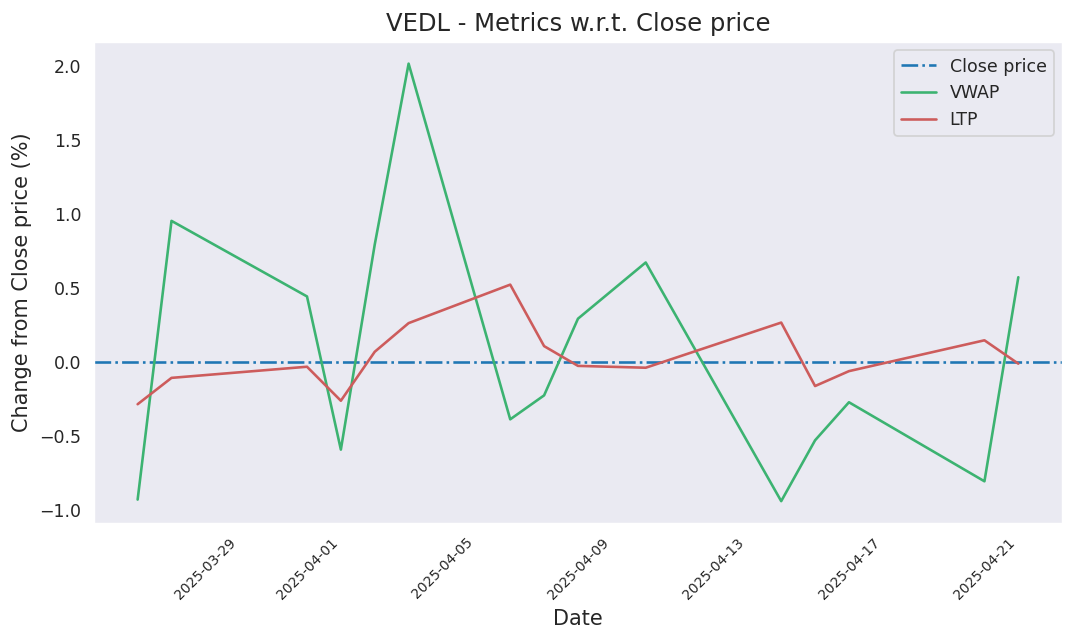 VEDL - Metrics w.r.t. Close price
Change from Close price (%)
2.0
1.5
1.0
0.5
0.0
−0.5
−1.0
Close price
VWAP
LTP
2025-03-29
2025-04-01
2025-04-05
2025-04-09
2025-04-13
2025-04-17
2025-04-21
Date